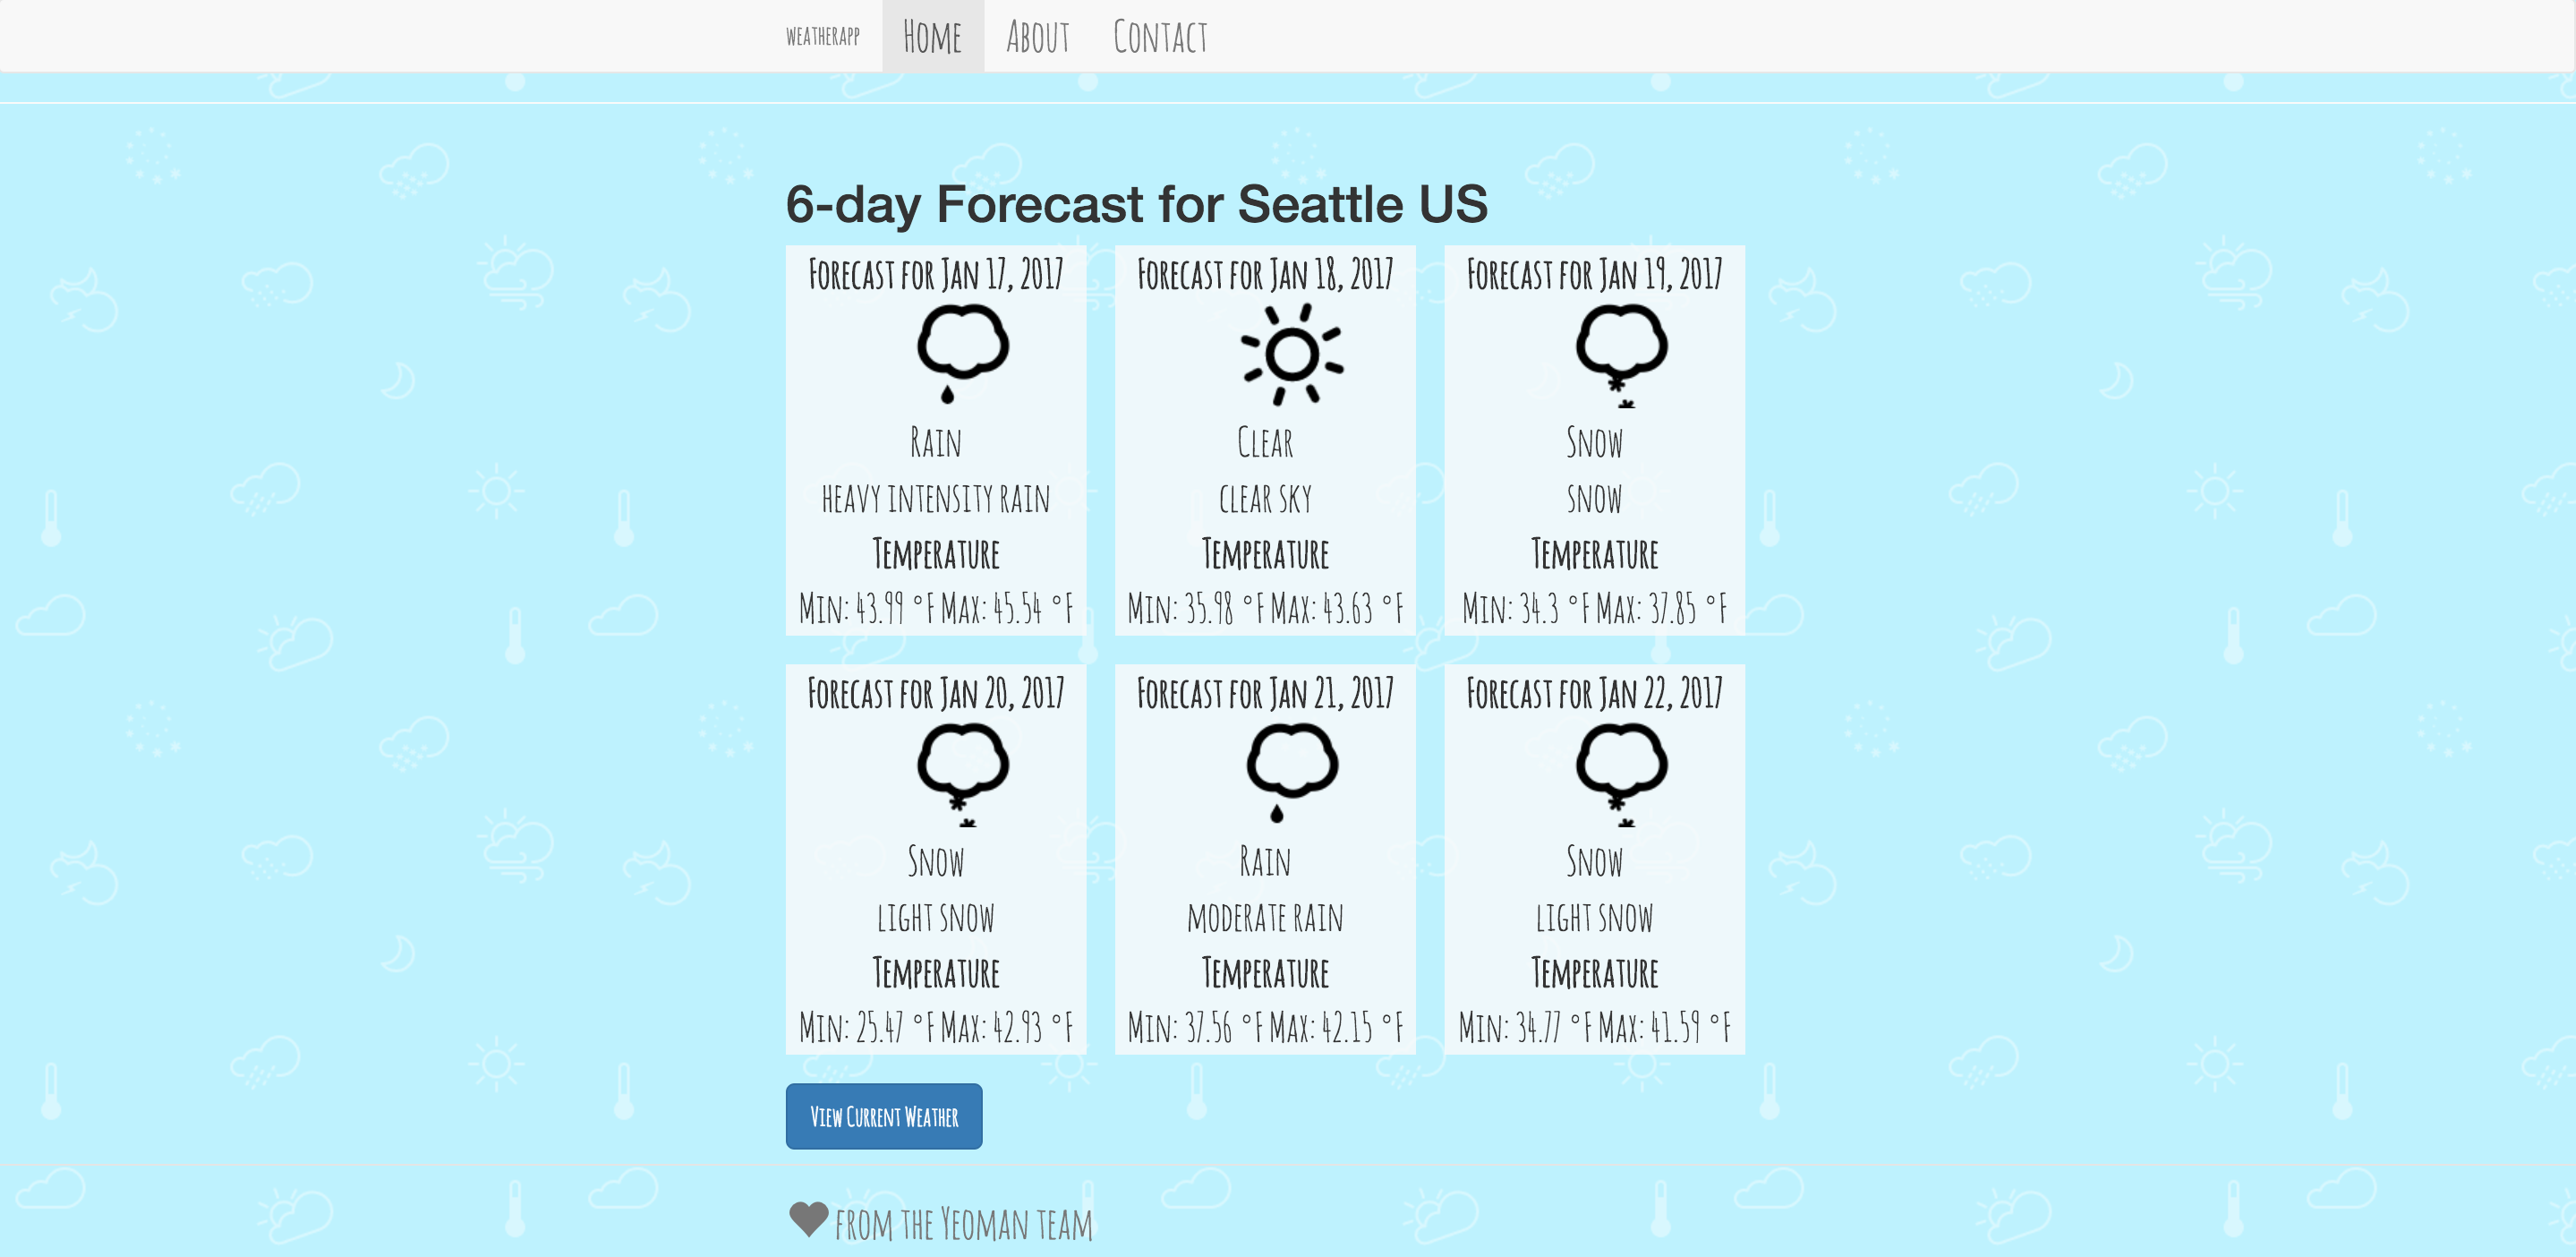 weatherapp Home About Contact
6-day Forecast for Seattle US
Forecast for Jan 17, 2017
Rain
heavy intensity rain
Temperature
Min: 43.99 °F Max: 45.54 °F
Forecast for Jan 18, 2017
Clear
clear sky
Temperature
Min: 35.98 °F Max: 43.63 °F
Forecast for Jan 19, 2017
Snow
snow
Temperature
Min: 34.3 °F Max: 37.85 °F
Forecast for Jan 20, 2017
Snow
light snow
Temperature
Min: 25.47 °F Max: 42.93 °F
Forecast for Jan 21, 2017
Rain
moderate rain
Temperature
Min: 37.56 °F Max: 42.15 °F
Forecast for Jan 22, 2017
Snow
light snow
Temperature
Min: 34.77 °F Max: 41.59 °F
View Current Weather
from the Yeoman team